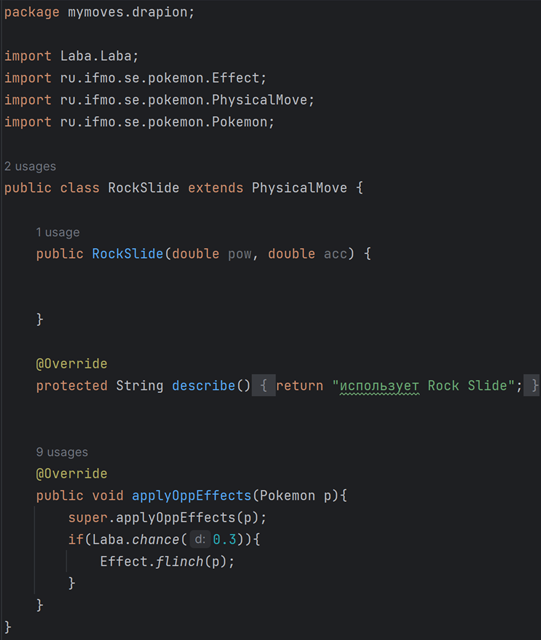 package mymoves.drapion;
import Laba.Laba;
import ru.ifmo.se.pokemon.Effect;
import ru.ifmo.se.pokemon.PhysicalMove;
import ru.ifmo.se.pokemon.Pokemon;
2 usages
public class RockSlide extends PhysicalMove {
1 usage
public RockSlide(double pow, double acc) {
}
@Override
protected String describe() { return "использует Rock Slide"; }
9 usages
@Override
public void applyOppEffects(Pokemon p){
super.applyOppEffects(p);
if(Laba.chance( d: 0.3)){
Effect.flinch(p);
}
}
}